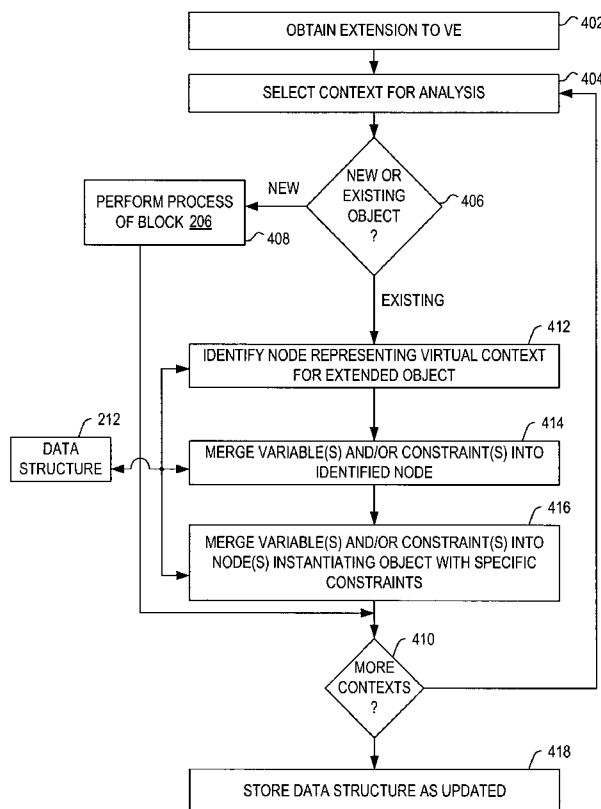 OBTAIN EXTENSION TO VE
402
SELECT CONTEXT FOR ANALYSIS
404
NEW OR
EXISTING
OBJECT
?
406
NEW
PERFORM PROCESS
OF BLOCK 206
408
EXISTING
412
IDENTIFY NODE REPRESENTING VIRTUAL CONTEXT
FOR EXTENDED OBJECT
212
DATA
STRUCTURE
414
MERGE VARIABLE(S) AND/OR CONSTRAINT(S) INTO
IDENTIFIED NODE
416
MERGE VARIABLE(S) AND/OR CONSTRAINT(S) INTO
NODE(S) INSTANTIATING OBJECT WITH SPECIFIC
CONSTRAINTS
410
MORE
CONTEXTS
?
418
STORE DATA STRUCTURE AS UPDATED